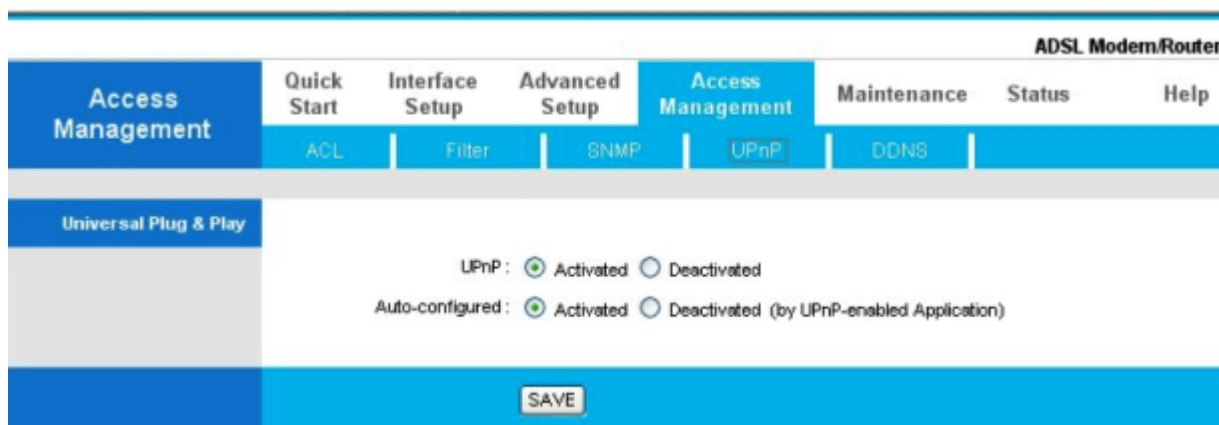 ADSL Modem/Router
Access Management
Quick Start
Interface Setup
Advanced Setup
Access Management
Maintenance
Status
Help
ACL
Filter
SNMP
UPnP
DDNS
Universal Plug & Play
UPnP : Activated Deactivated
Auto-configured : Activated Deactivated (by UPnP-enabled Application)
SAVE